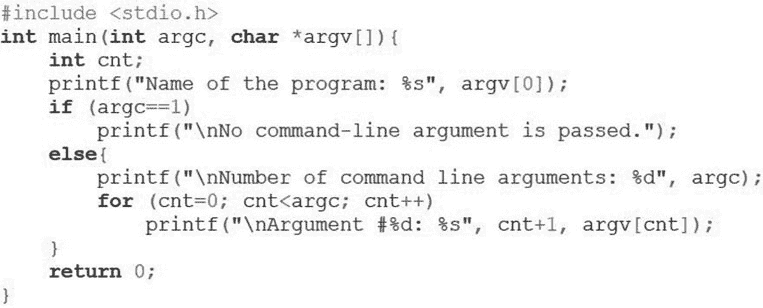 #include <stdio.h>
int main(int argc, char *argv[]){
    int cnt;
    printf("Name of the program: %s", argv[0]);
    if (argc==1)
        printf("\nNo command-line argument is passed.");
    else{
        printf("\nNumber of command line arguments: %d", argc);
        for (cnt=0; cnt<argc; cnt++)
            printf("\nArgument #%d: %s", cnt+1, argv[cnt]);
    }
    return 0;
}